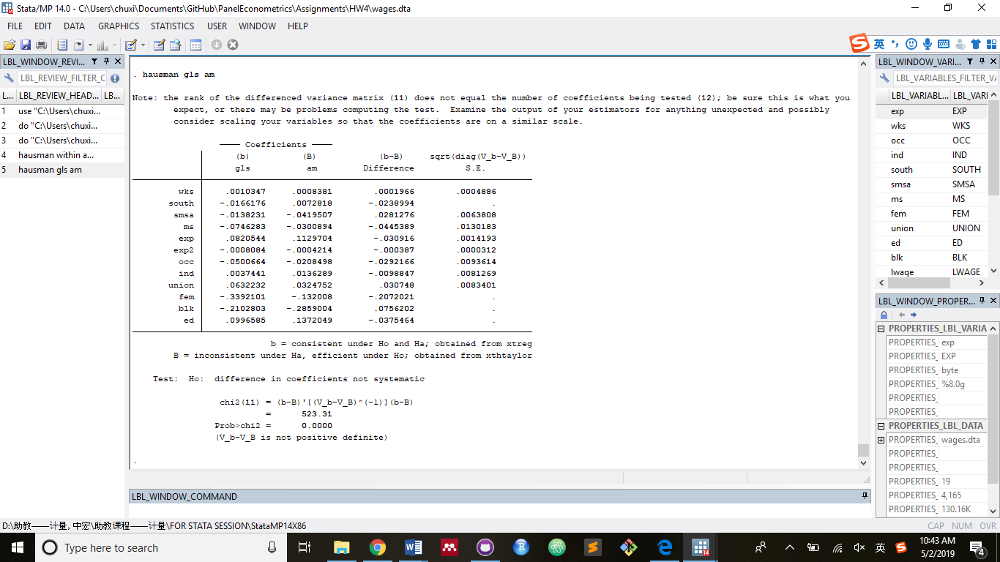 Stata/MP 14.0 - C:\Users\chuxi\Documents\GitHub\PanelEconometrics\Assignments\HW4\wages.dta
FILE EDIT DATA GRAPHICS STATISTICS USER WINDOW HELP
英
LBL_WINDOW_REVI...
LBL_REVIEW_FILTER_C
L... LBL_REVIEW_HEAD... LB...
1 use "C:\Users\chuxi...
2 do "C:\Users\chuxi...
3 do "C:\Users\chuxi...
4 hausman within a...
5 hausman gls am
. hausman gls am
Note: the rank of the differenced variance matrix (11) does not equal the number of coefficients being tested (12); be sure this is what you
expect, or there may be problems computing the test. Examine the output of your estimators for anything unexpected and possibly
consider scaling your variables so that the coefficients are on a similar scale.
Coefficients
(b) (B) (b-B) sqrt(diag(V_b-V_B))
gls am Difference S.E.
wks .0010347 .0008381 .0001966 .0004886
south -.0166176 .0072818 -.0238994 .
smsa -.0138231 -.0419507 .0281276 .0063808
ms -.0746283 -.0300894 -.0445389 .0130183
exp .0820544 .1129704 -.030916 .0014193
exp2 -.0008084 -.0004214 -.000387 .0000312
occ -.0500664 -.0208498 -.0292166 .0093614
ind .0037441 .0136289 -.0098847 .0081269
union .0632232 .0324752 .030748 .0083401
fem -.3392101 -.132008 -.2072021 .
blk -.2102803 -.2859004 .0756202 .
ed .0996585 .1372049 -.0375464 .
b = consistent under Ho and Ha; obtained from xtreg
B = inconsistent under Ha, efficient under Ho; obtained from xthtaylor
Test: Ho: difference in coefficients not systematic
chi2(11) = (b-B)'[(V_b-V_B)^(-1)](b-B)
= 523.31
Prob>chi2 = 0.0000
(V_b-V_B is not positive definite)
.
LBL_WINDOW_COMMAND
LBL_WINDOW_VARI...
LBL_VARIABLES_FILTER_VA
LBL_VARIABL... LBL_VARI
exp EXP
wks WKS
occ OCC
ind IND
south SOUTH
smsa SMSA
ms MS
fem FEM
union UNION
ed ED
blk BLK
lwage LWAGE
LBL_WINDOW_PROPER...
PROPERTIES_LBL_VARIA
PROPERTIES_ exp
PROPERTIES_ EXP
PROPERTIES_ byte
PROPERTIES_ %8.0g
PROPERTIES_
PROPERTIES_
PROPERTIES_LBL_DATA
PROPERTIES_ wages.dta
PROPERTIES_
PROPERTIES_
PROPERTIES_ 19
PROPERTIES_ 4,165
PROPERTIES_ 130.16K
D:\助教——计量，中宏\助教课程——计量\FOR STATA SESSION\StataMP14X86
CAP NUM OVR
Type here to search
英
10:43 AM
5/2/2019
4